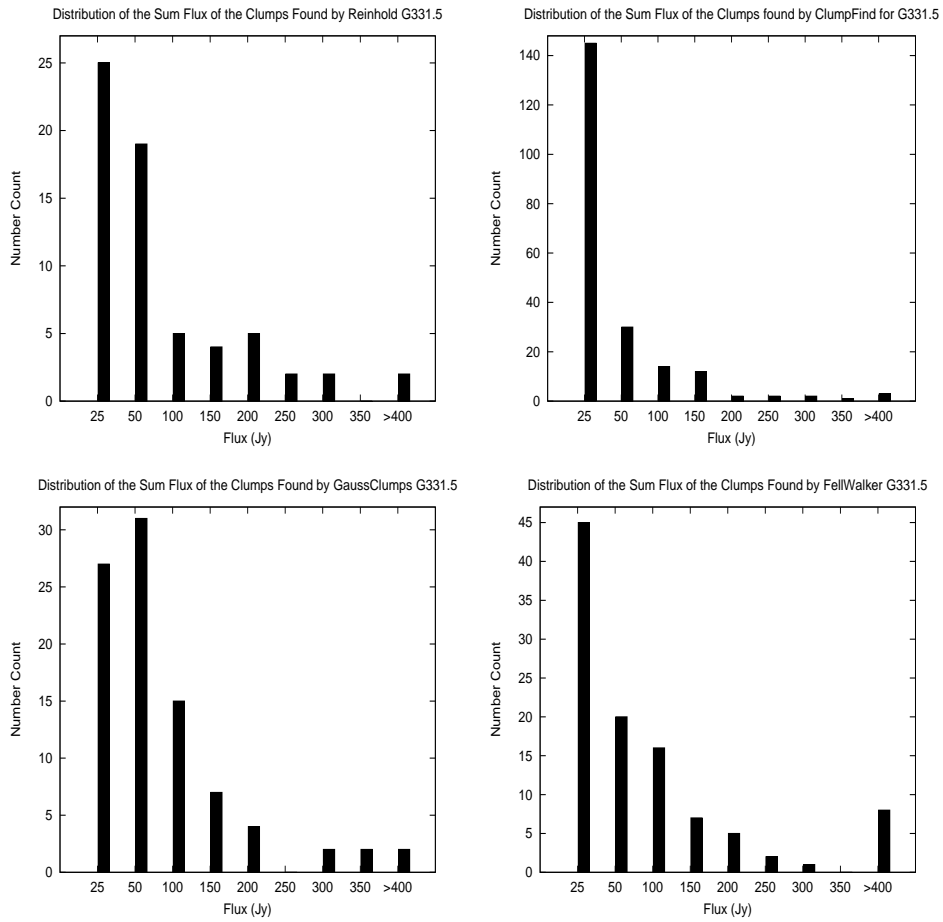 Distribution of the Sum Flux of the Clumps Found by Reinhold G331.5
25
20
15
10
5
0
Number Count
25 50 100 150 200 250 300 350 >400
Flux (Jy)
Distribution of the Sum Flux of the Clumps found by ClumpFind for G331.5
140
120
100
80
60
40
20
0
Number Count
25 50 100 150 200 250 300 350 >400
Flux (Jy)
Distribution of the Sum Flux of the Clumps Found by GaussClumps G331.5
30
25
20
15
10
5
0
Number Count
25 50 100 150 200 250 300 350 >400
Flux (Jy)
Distribution of the Sum Flux of the Clumps Found by FellWalker G331.5
45
40
35
30
25
20
15
10
5
0
Number Count
25 50 100 150 200 250 300 350 >400
Flux (Jy)